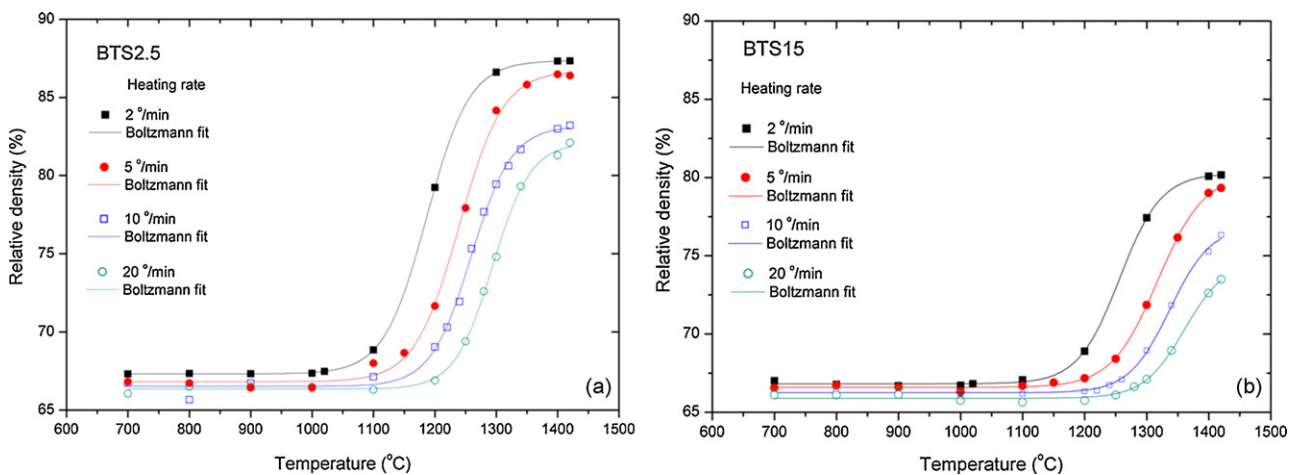 BTS2.5
Heating rate
2 °/min
Boltzmann fit
5 °/min
Boltzmann fit
10 °/min
Boltzmann fit
20 °/min
Boltzmann fit
(a)
90
85
80
75
70
65
Relative density (%)
600 700 800 900 1000 1100 1200 1300 1400 1500
Temperature (°C)
BTS15
Heating rate
2 °/min
Boltzmann fit
5 °/min
Boltzmann fit
10 °/min
Boltzmann fit
20 °/min
Boltzmann fit
(b)
90
85
80
75
70
65
Relative density (%)
600 700 800 900 1000 1100 1200 1300 1400 1500
Temperature (°C)